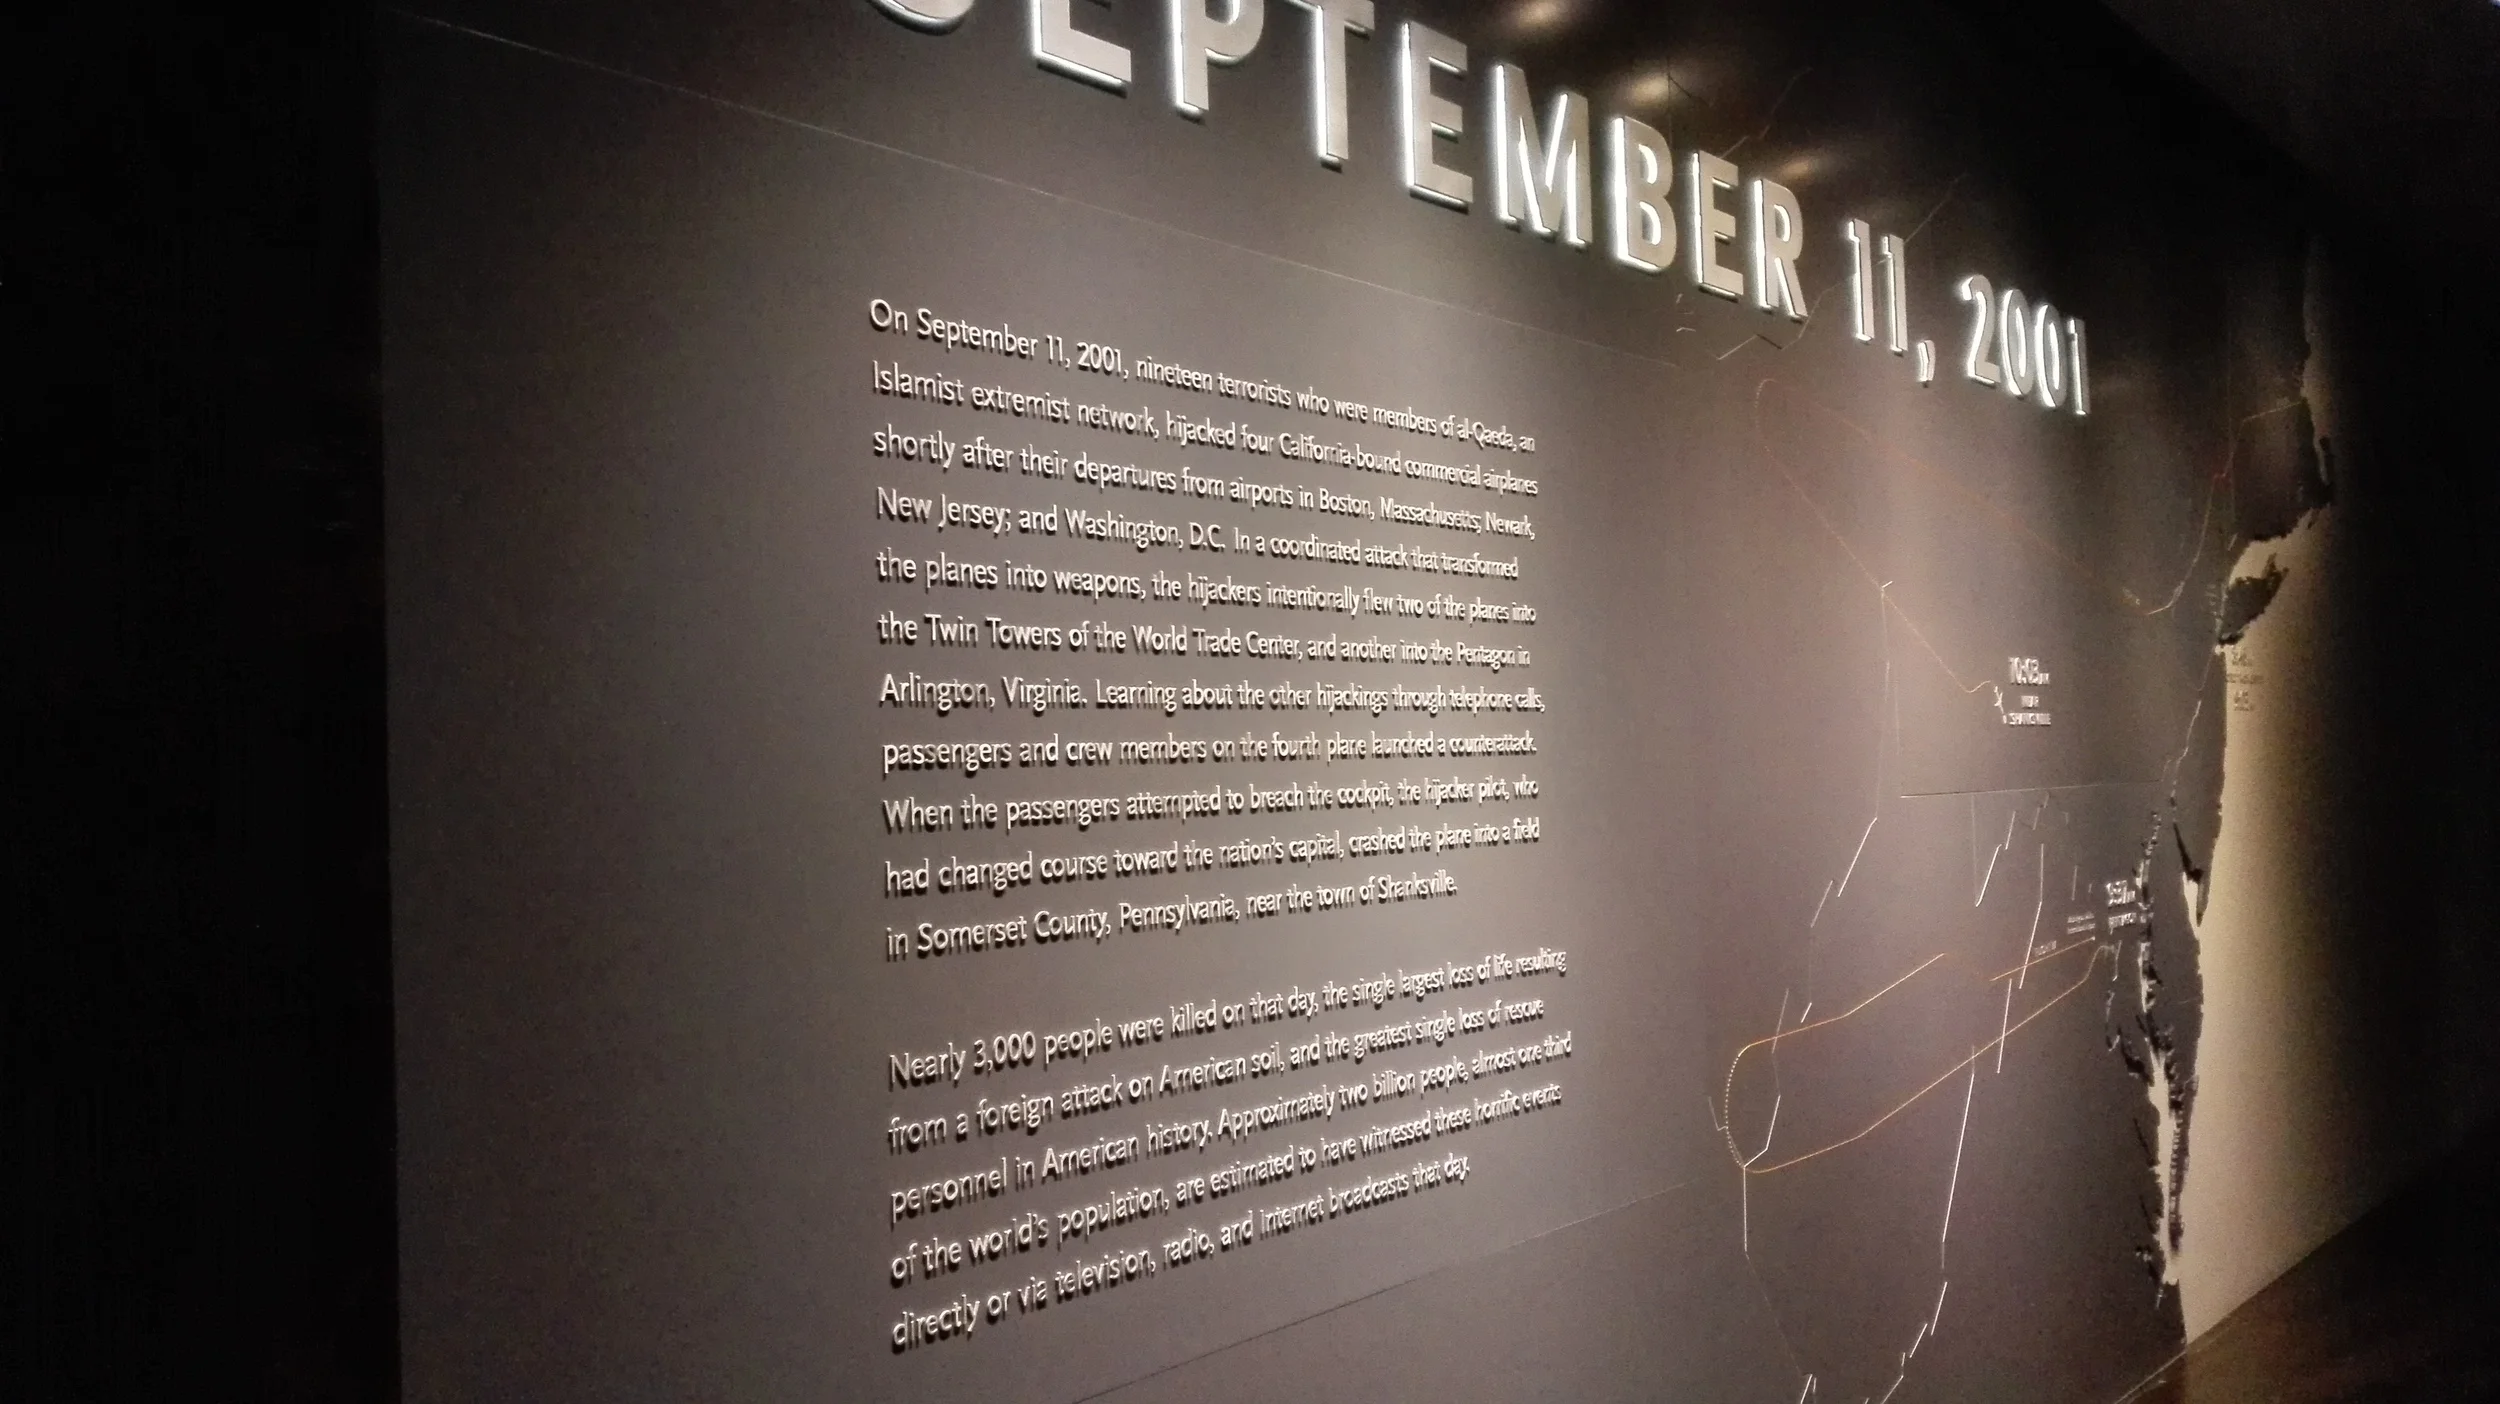 SEPTEMBER 11, 2001
On September 11, 2001, nineteen terrorists who were members of al-Qaeda, an
Islamist extremist network, hijacked four California-bound commercial airplanes
shortly after their departures from airports in Boston, Massachusetts; Newark,
New Jersey; and Washington, D.C. In a coordinated attack that transformed
the planes into weapons, the hijackers intentionally flew two of the planes into
the Twin Towers of the World Trade Center, and another into the Pentagon in
Arlington, Virginia. Learning about the other hijackings through telephone calls,
passengers and crew members on the fourth plane launched a counterattack.
When the passengers attempted to breach the cockpit, the hijacker pilot, who
had changed course toward the nation's capital, crashed the plane into a field
in Somerset County, Pennsylvania, near the town of Shanksville.
Nearly 3,000 people were killed on that day, the single largest loss of life resulting
from a foreign attack on American soil, and the greatest single loss of rescue
personnel in American history. Approximately two billion people, almost one third
of the world's population, are estimated to have witnessed these horrific events
directly or via television, radio, and Internet broadcasts that day.
10:03 AM
NEAR
SHANKSVILLE